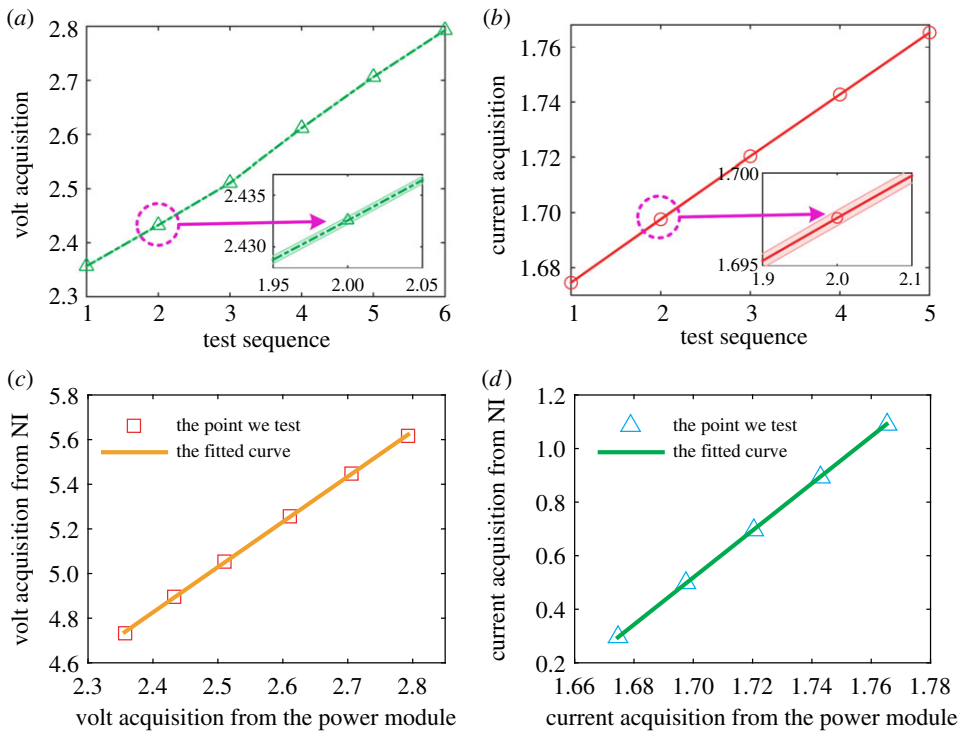 (a)
2.8
2.7
2.6
2.5
2.4
2.3
volt acquisition
2.435
2.430
1.95 2.00 2.05
1 2 3 4 5 6
test sequence
(b)
1.76
1.74
1.72
1.70
1.68
current acquisition
1.700
1.695
1.9 2.0 2.1
1 2 3 4 5
test sequence
(c)
5.8
5.6
5.4
5.2
5.0
4.8
4.6
volt acquisition from NI
the point we test
the fitted curve
2.3 2.4 2.5 2.6 2.7 2.8
volt acquisition from the power module
(d)
1.2
1.0
0.8
0.6
0.4
0.2
current acquisition from NI
the point we test
the fitted curve
1.66 1.68 1.70 1.72 1.74 1.76 1.78
current acquisition from the power module